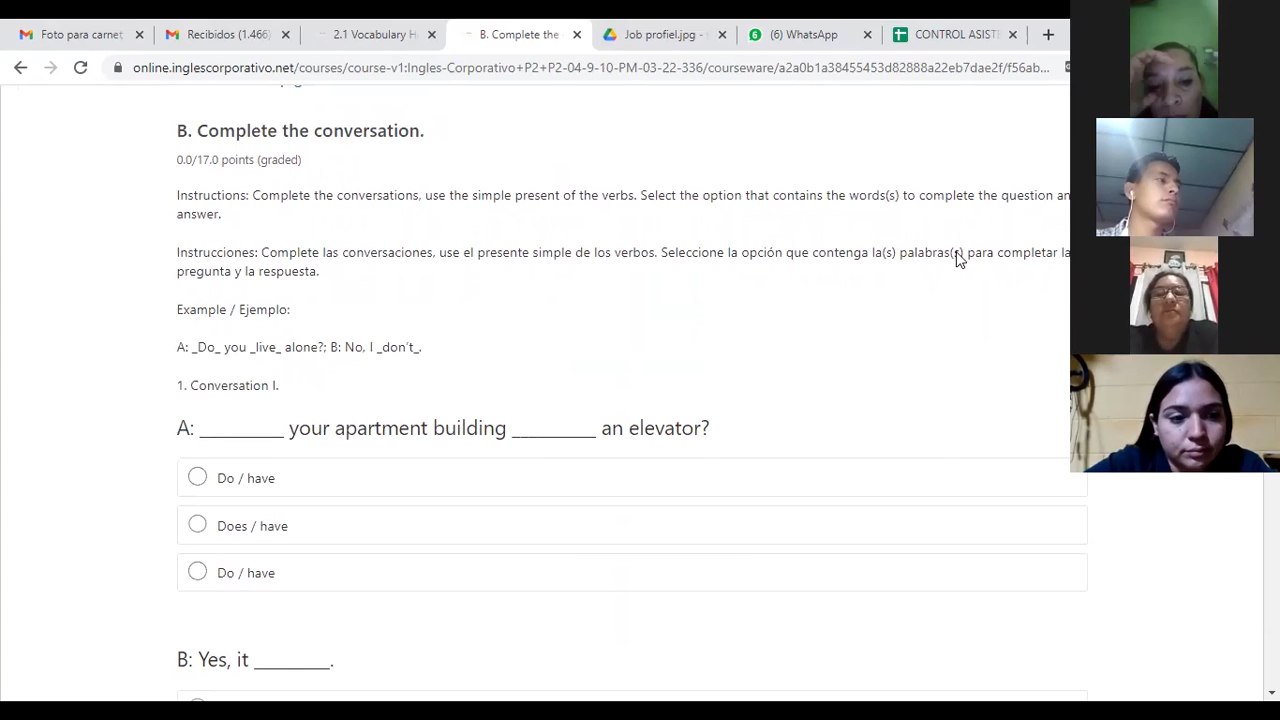 Foto para carnet
Recibidos (1.466)
2.1 Vocabulary H
B. Complete the
Job profiel.jpg -
(6) WhatsApp
CONTROL ASIST
online.inglescorporativo.net/courses/course-v1:Ingles-Corporativo+P2+P2-04-9-10-PM-03-22-336/courseware/a2a0b1a38455453d82888a22eb7dae2f/f56ab...
B. Complete the conversation.
0.0/17.0 points (graded)
Instructions: Complete the conversations, use the simple present of the verbs. Select the option that contains the words(s) to complete the question an
answer.
Instrucciones: Complete las conversaciones, use el presente simple de los verbos. Seleccione la opción que contenga la(s) palabras(s) para completar la
pregunta y la respuesta.
Example / Ejemplo:
A: _Do_ you _live_ alone?; B: No, I _don't_.
1. Conversation I.
A: _________ your apartment building _________ an elevator?
Do / have
Does / have
Do / have
B: Yes, it ________.